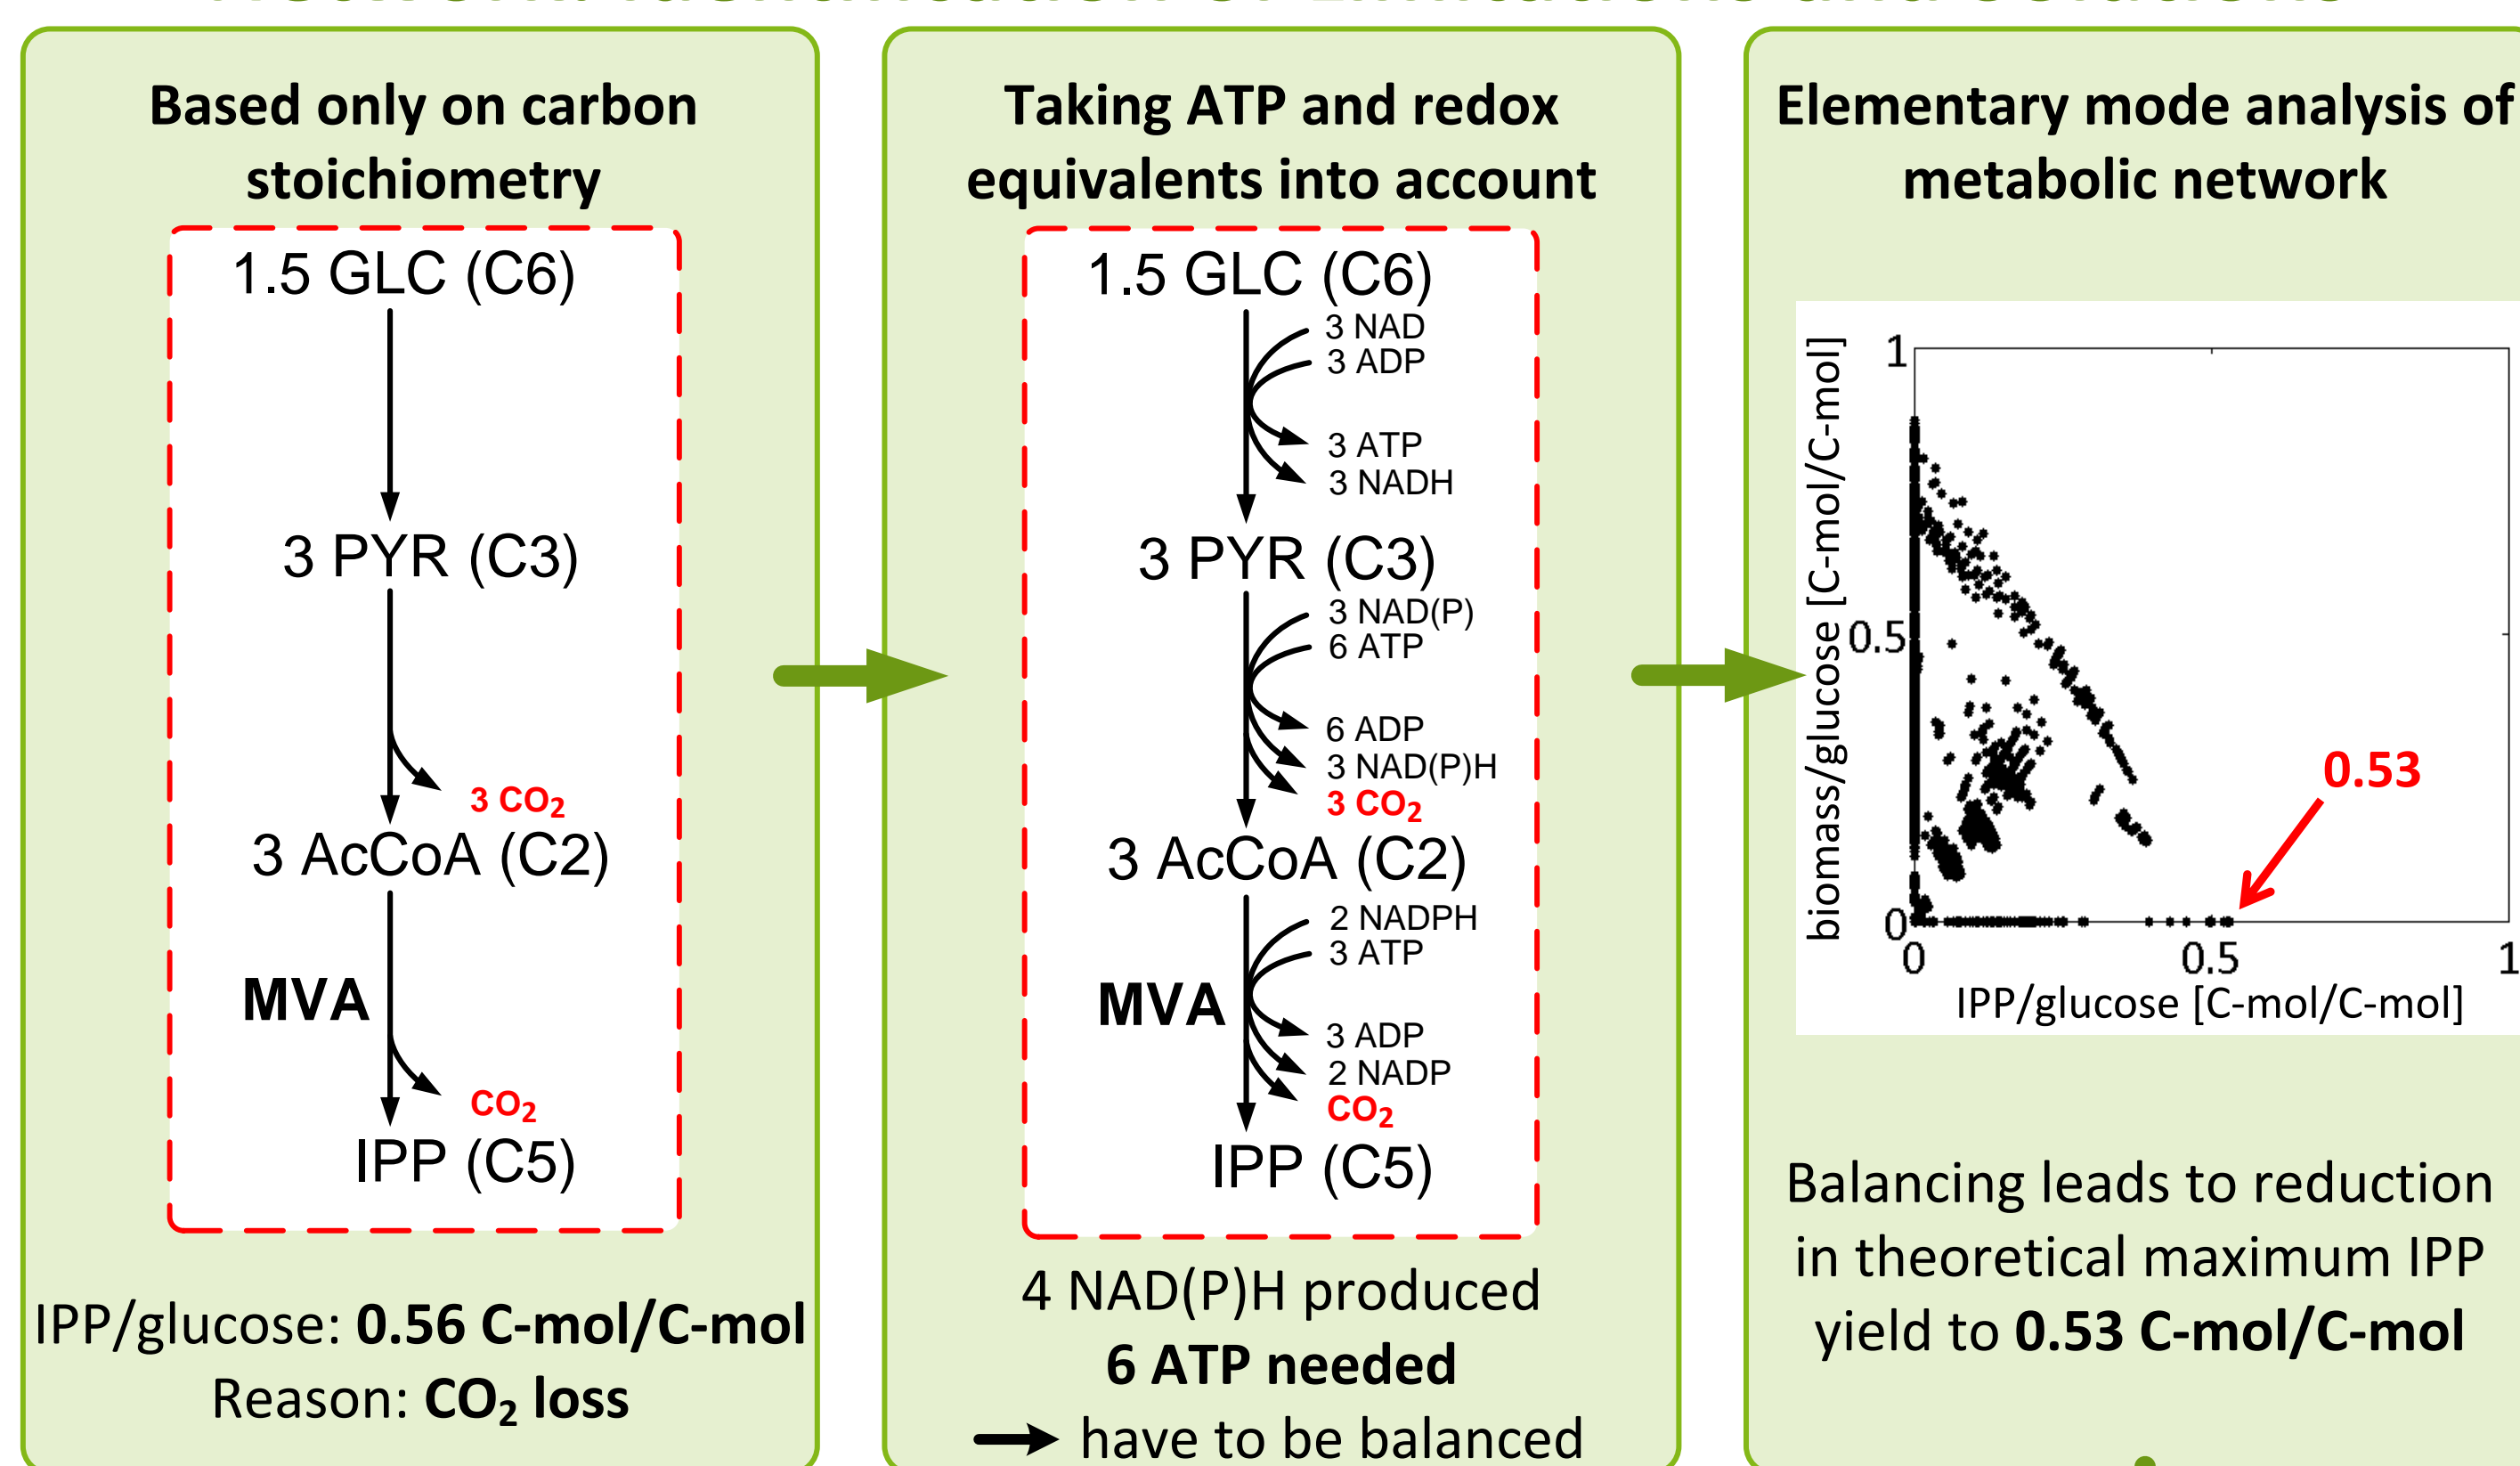 Based only on carbon
stoichiometry
1.5 GLC (C6)
3 PYR (C3)
3 CO₂
3 AcCoA (C2)
MVA
CO₂
IPP (C5)
IPP/glucose: 0.56 C-mol/C-mol
Reason: CO₂ loss
Taking ATP and redox
equivalents into account
1.5 GLC (C6)
3 NAD
3 ADP
3 ATP
3 NADH
3 PYR (C3)
3 NAD(P)
6 ATP
6 ADP
3 NAD(P)H
3 CO₂
3 AcCoA (C2)
2 NADPH
3 ATP
MVA
3 ADP
2 NADP
CO₂
IPP (C5)
4 NAD(P)H produced
6 ATP needed
have to be balanced
Elementary mode analysis of
metabolic network
biomass/glucose [C-mol/C-mol]
1
0.5
0
0.53
0
0.5
1
IPP/glucose [C-mol/C-mol]
Balancing leads to reduction
in theoretical maximum IPP
yield to 0.53 C-mol/C-mol